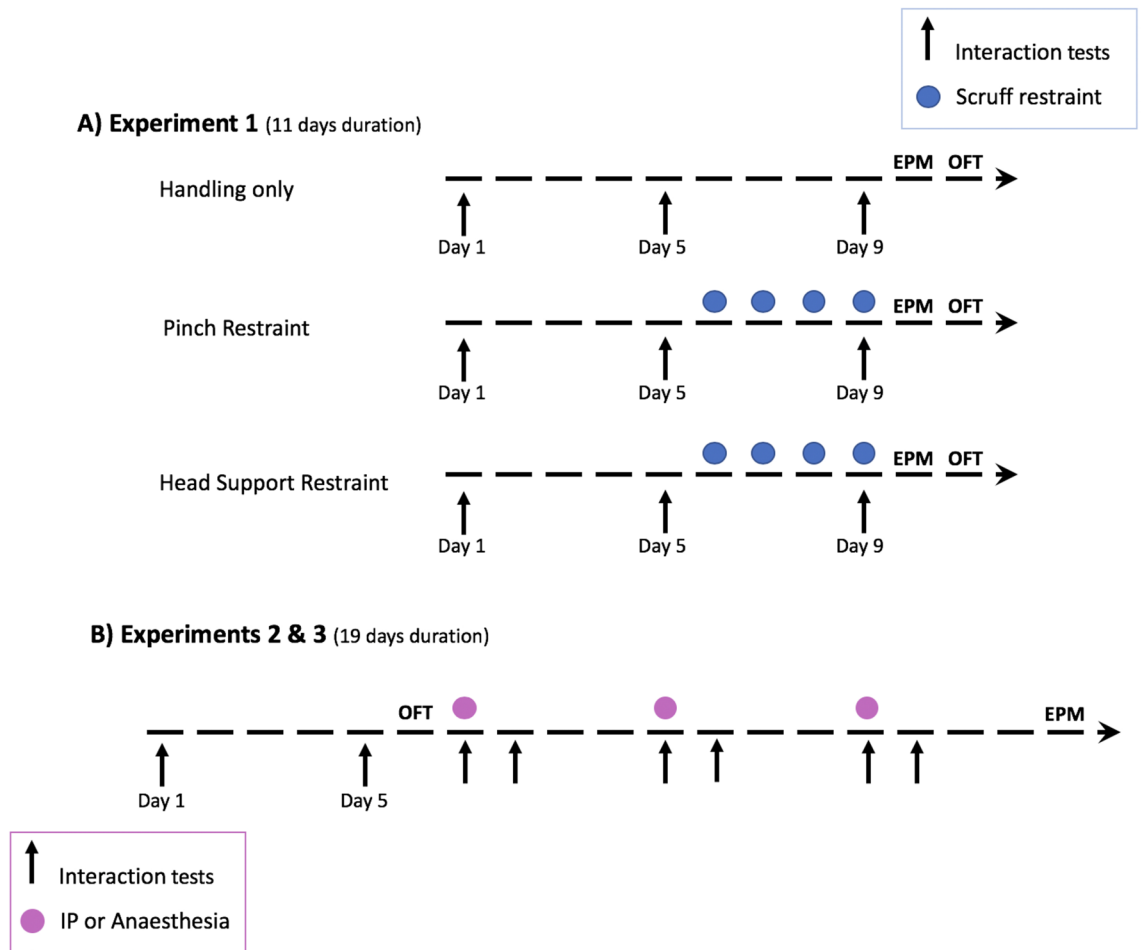 Interaction tests
Scruff restraint
A) Experiment 1 (11 days duration)
EPM OFT
Handling only
Day 1 Day 5 Day 9
EPM OFT
Pinch Restraint
Day 1 Day 5 Day 9
EPM OFT
Head Support Restraint
Day 1 Day 5 Day 9
B) Experiments 2 & 3 (19 days duration)
OFT EPM
Day 1 Day 5
Interaction tests
IP or Anaesthesia